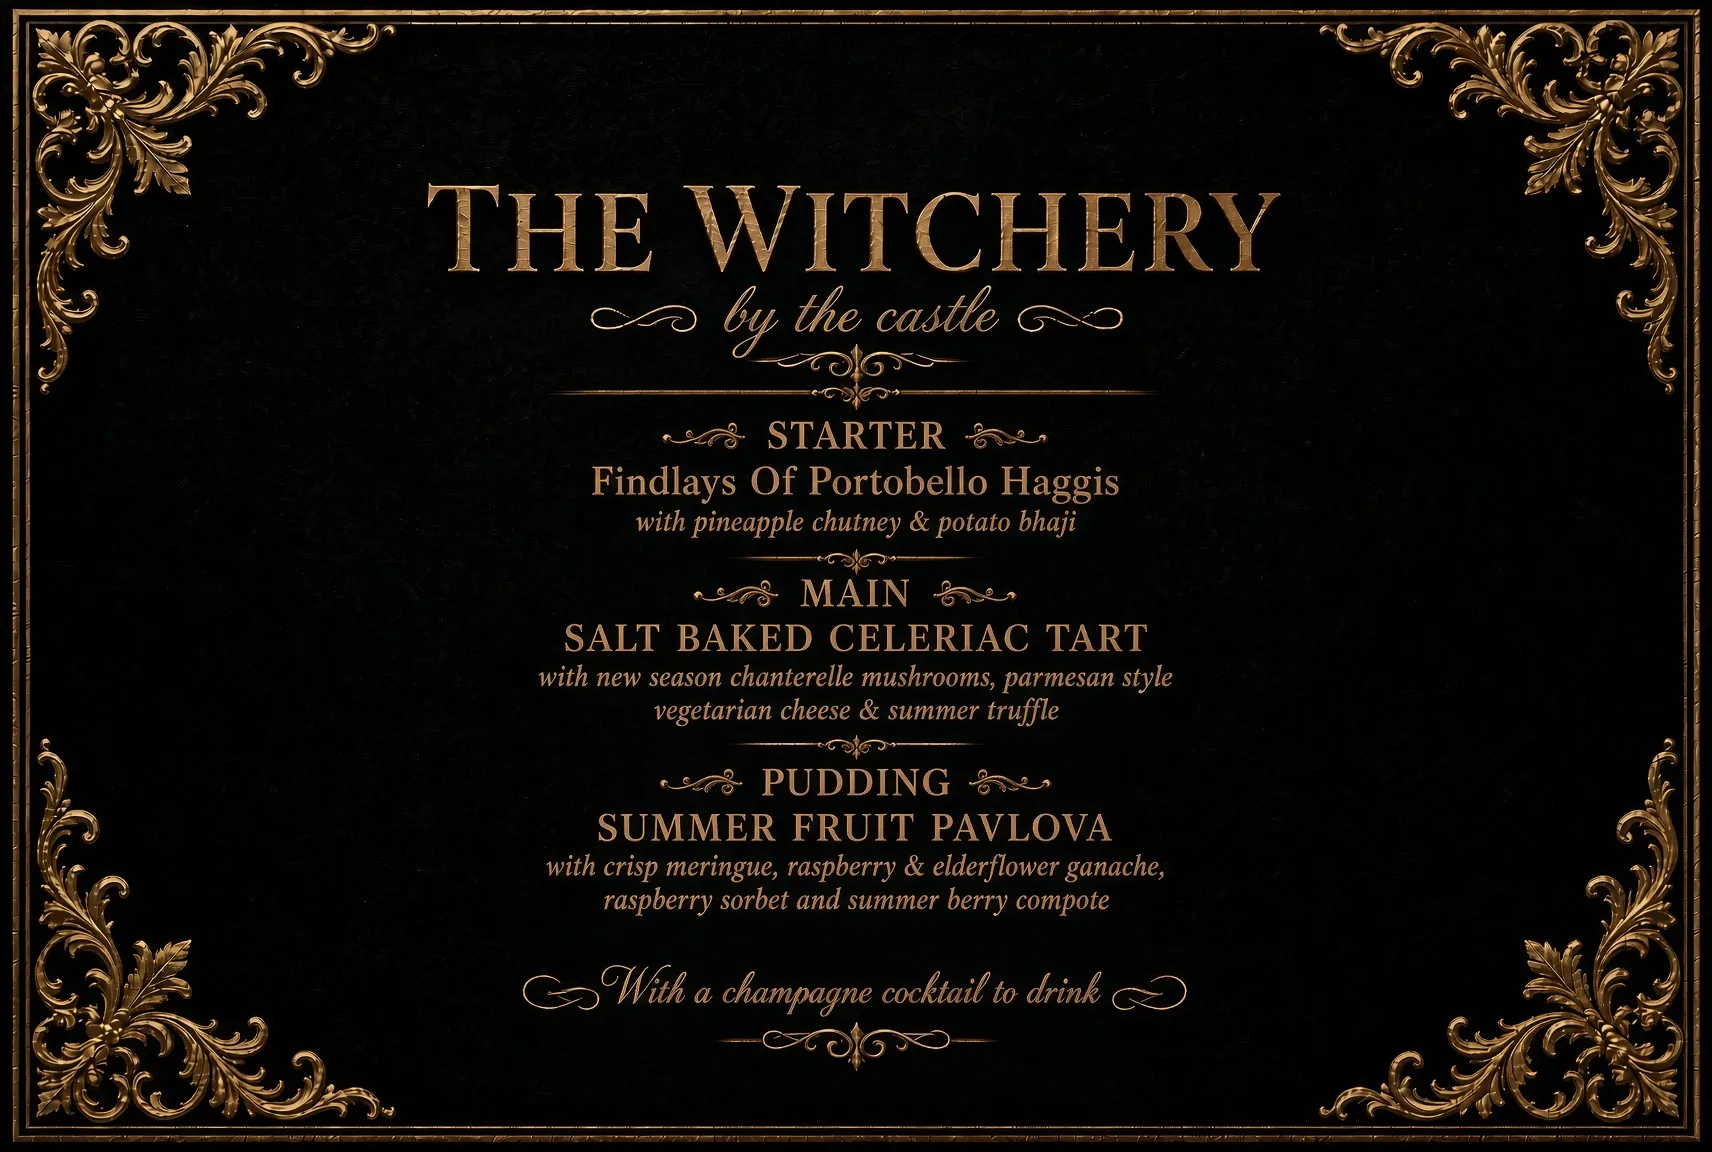 THE WITCHERY
by the castle
STARTER
Findlays Of Portobello Haggis
with pineapple chutney & potato bhaji
MAIN
SALT BAKED CELERIAC TART
with new season chanterelle mushrooms, parmesan style
vegetarian cheese & summer truffle
PUDDING
SUMMER FRUIT PAVLOVA
with crisp meringue, raspberry & elderflower ganache,
raspberry sorbet and summer berry compote
With a champagne cocktail to drink